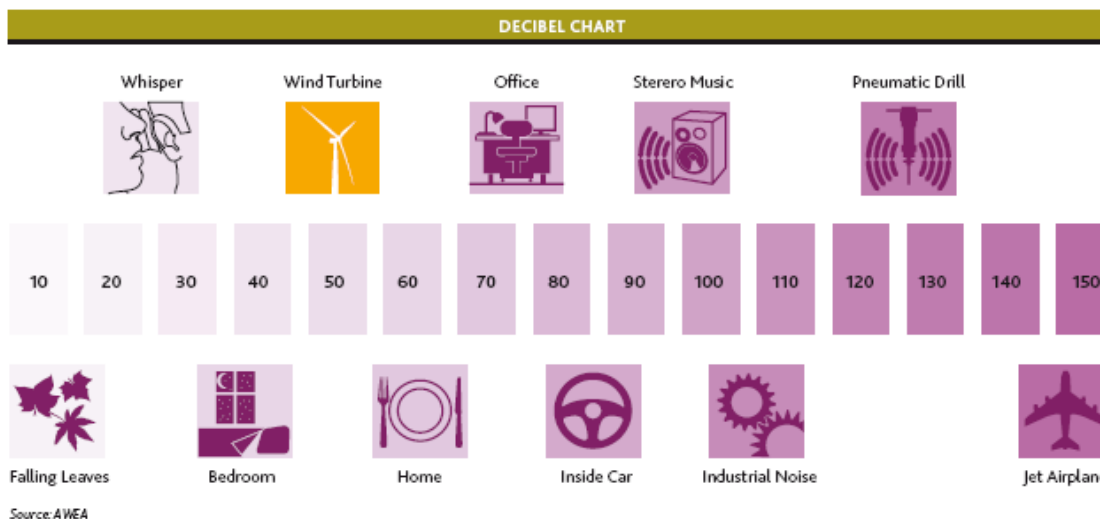 DECIBEL CHART
Whisper
Wind Turbine
Office
Sterero Music
Pneumatic Drill
10 20 30 40 50 60 70 80 90 100 110 120 130 140 150
Falling Leaves
Bedroom
Home
Inside Car
Industrial Noise
Jet Airplan
Source: AWEA